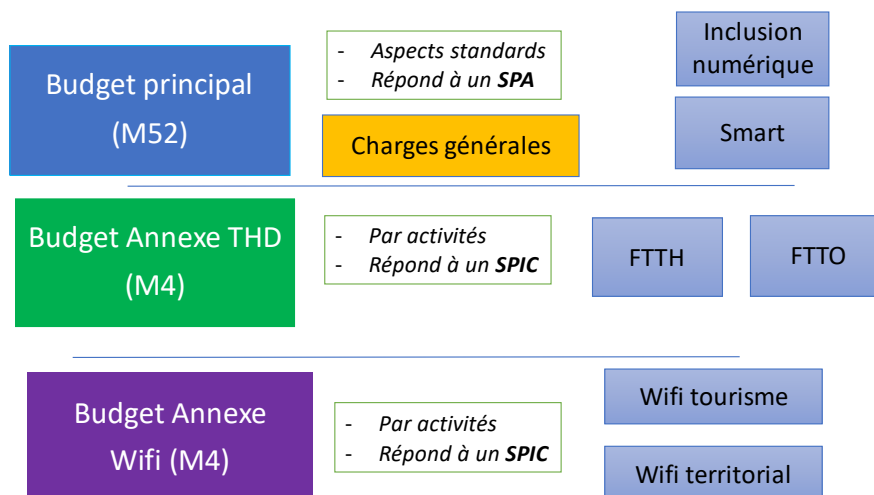 Budget principal
(M52)
- Aspects standards
- Répond à un SPA
Charges générales
Inclusion
numérique
Smart
Budget Annexe THD
(M4)
- Par activités
- Répond à un SPIC
FTTH
FTTO
Budget Annexe
Wifi (M4)
- Par activités
- Répond à un SPIC
Wifi tourisme
Wifi territorial